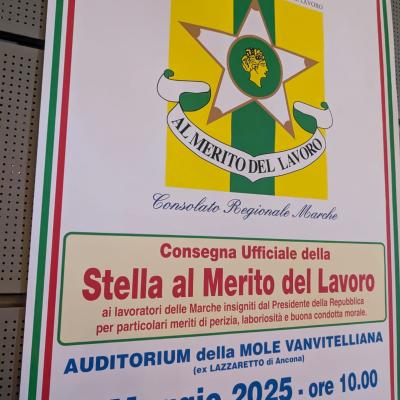 LAVORO
AL MERITO DEL LAVORO
Consolato Regionale Marche
Consegna Ufficiale della
Stella al Merito del Lavoro
ai lavoratori delle Marche insigniti dal Presidente della Repubblica
per particolari meriti di perizia, laboriosità e buona condotta morale.
AUDITORIUM della MOLE VANVITELLIANA
(ex LAZZARETTO di Ancona)
Maggio 2025 - ore 10.00